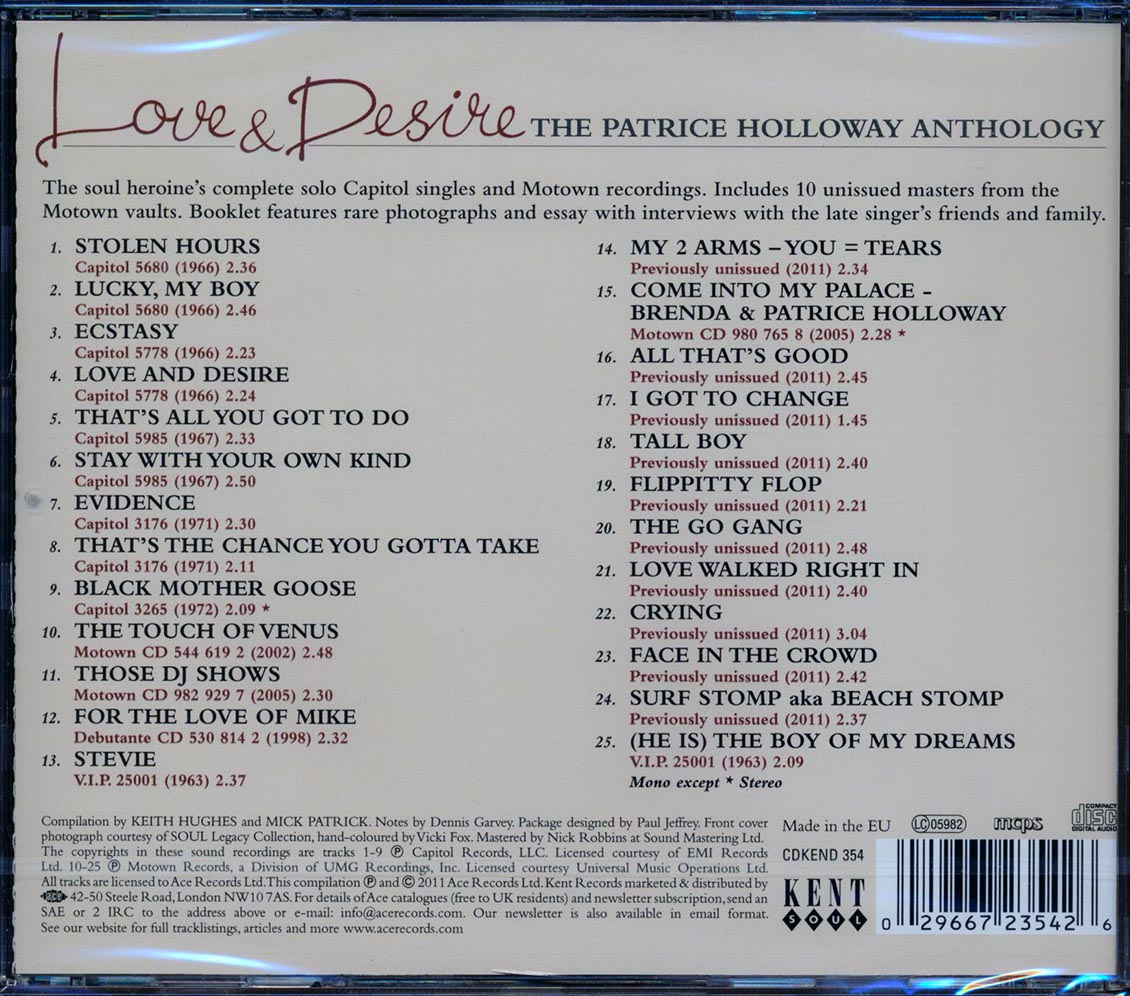 Love & Desire THE PATRICE HOLLOWAY ANTHOLOGY
The soul heroine's complete solo Capitol singles and Motown recordings. Includes 10 unissued masters from the
Motown vaults. Booklet features rare photographs and essay with interviews with the late singer's friends and family.
1. STOLEN HOURS
Capitol 5680 (1966) 2.36
2. LUCKY, MY BOY
Capitol 5680 (1966) 2.46
3. ECSTASY
Capitol 5778 (1966) 2.23
4. LOVE AND DESIRE
Capitol 5778 (1966) 2.24
5. THAT'S ALL YOU GOT TO DO
Capitol 5985 (1967) 2.33
6. STAY WITH YOUR OWN KIND
Capitol 5985 (1967) 2.50
7. EVIDENCE
Capitol 3176 (1971) 2.30
8. THAT'S THE CHANCE YOU GOTTA TAKE
Capitol 3176 (1971) 2.11
9. BLACK MOTHER GOOSE
Capitol 3265 (1972) 2.09 *
10. THE TOUCH OF VENUS
Motown CD 544 619 2 (2002) 2.48
11. THOSE DJ SHOWS
Motown CD 982 929 7 (2005) 2.30
12. FOR THE LOVE OF MIKE
Debutante CD 530 814 2 (1998) 2.32
13. STEVIE
V.I.P. 25001 (1963) 2.37
14. MY 2 ARMS – YOU = TEARS
Previously unissued (2011) 2.34
15. COME INTO MY PALACE -
BRENDA & PATRICE HOLLOWAY
Motown CD 980 765 8 (2005) 2.28 *
16. ALL THAT'S GOOD
Previously unissued (2011) 2.45
17. I GOT TO CHANGE
Previously unissued (2011) 1.45
18. TALL BOY
Previously unissued (2011) 2.40
19. FLIPPITTY FLOP
Previously unissued (2011) 2.21
20. THE GO GANG
Previously unissued (2011) 2.48
21. LOVE WALKED RIGHT IN
Previously unissued (2011) 2.40
22. CRYING
Previously unissued (2011) 3.04
23. FACE IN THE CROWD
Previously unissued (2011) 2.42
24. SURF STOMP aka BEACH STOMP
Previously unissued (2011) 2.37
25. (HE IS) THE BOY OF MY DREAMS
V.I.P. 25001 (1963) 2.09
Mono except * Stereo
Compilation by KEITH HUGHES and MICK PATRICK. Notes by Dennis Garvey. Package designed by Paul Jeffrey. Front cover
photograph courtesy of SOUL Legacy Collection, hand-coloured by Vicki Fox. Mastered by Nick Robbins at Sound Mastering Ltd.
The copyrights in these sound recordings are tracks 1-9 ℗ Capitol Records, LLC. Licensed courtesy of EMI Records
Ltd. 10-25 ℗ Motown Records, a Division of UMG Recordings, Inc. Licensed courtesy Universal Music Operations Ltd.
All tracks are licensed to Ace Records Ltd. This compilation ℗ and © 2011 Ace Records Ltd. Kent Records marketed & distributed by
ACE 42-50 Steele Road, London NW10 7AS. For details of Ace catalogues (free to UK residents) and newsletter subscription, send an
SAE or 2 IRC to the address above or e-mail: info@acerecords.com. Our newsletter is also available in email format.
See our website for full tracklistings, articles and more www.acerecords.com
Made in the EU LC 05982 mcps COMPACT disc DIGITAL AUDIO
CDKEND 354
KENT
SOUL
0 29667 23542 6